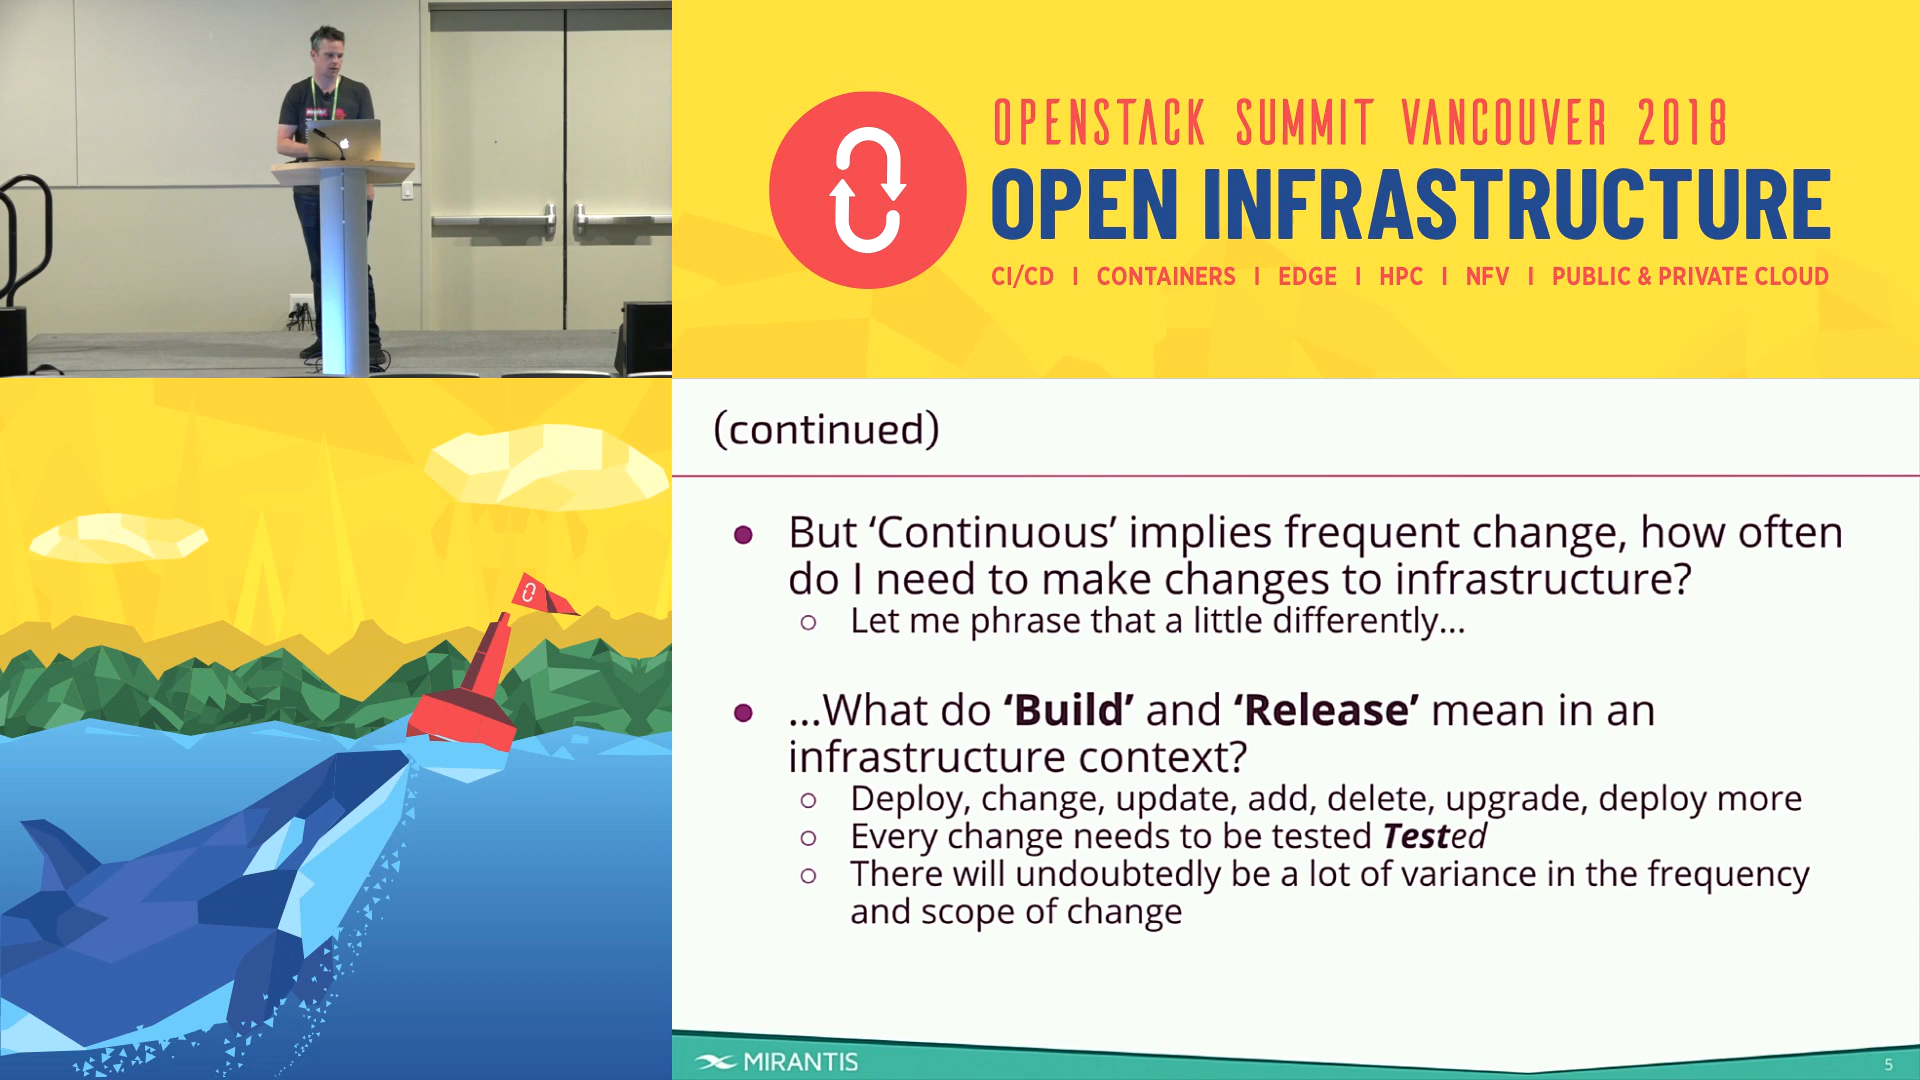 OPENSTACK SUMMIT VANCOUVER 2018
OPEN INFRASTRUCTURE
CI/CD | CONTAINERS | EDGE | HPC | NFV | PUBLIC & PRIVATE CLOUD
(continued)
● But ‘Continuous’ implies frequent change, how often
do I need to make changes to infrastructure?
○ Let me phrase that a little differently...
● ...What do ‘Build’ and ‘Release’ mean in an
infrastructure context?
○ Deploy, change, update, add, delete, upgrade, deploy more
○ Every change needs to be tested Tested
○ There will undoubtedly be a lot of variance in the frequency
and scope of change
MIRANTIS
5